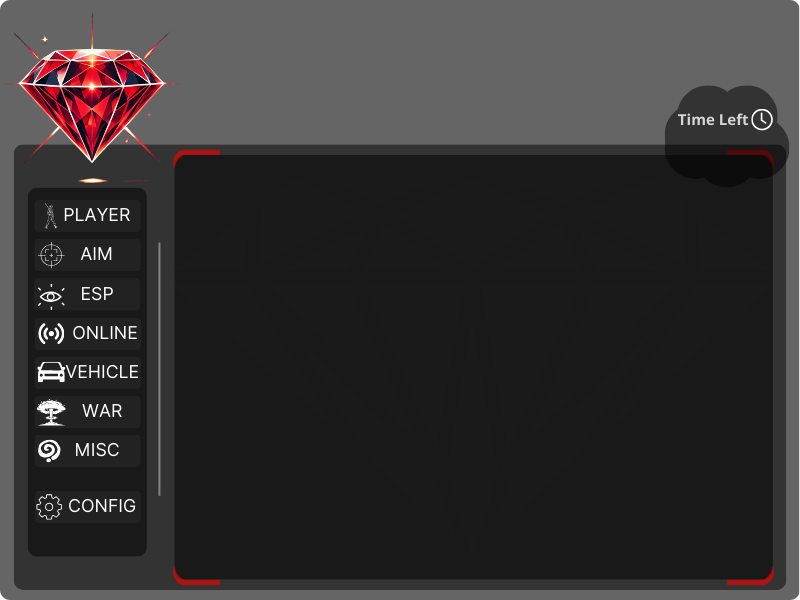 Time Left
PLAYER
AIM
ESP
ONLINE
VEHICLE
WAR
MISC
CONFIG